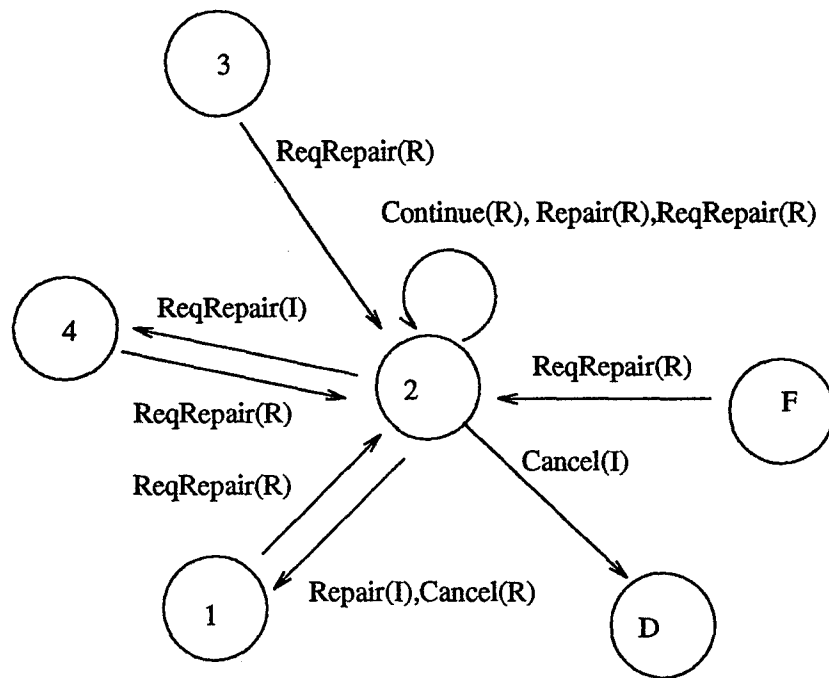 3
ReqRepair(R)
Continue(R), Repair(R),ReqRepair(R)
ReqRepair(I)
4
ReqRepair(R)
2
F
ReqRepair(R)
Cancel(I)
ReqRepair(R)
Repair(I),Cancel(R)
1
D